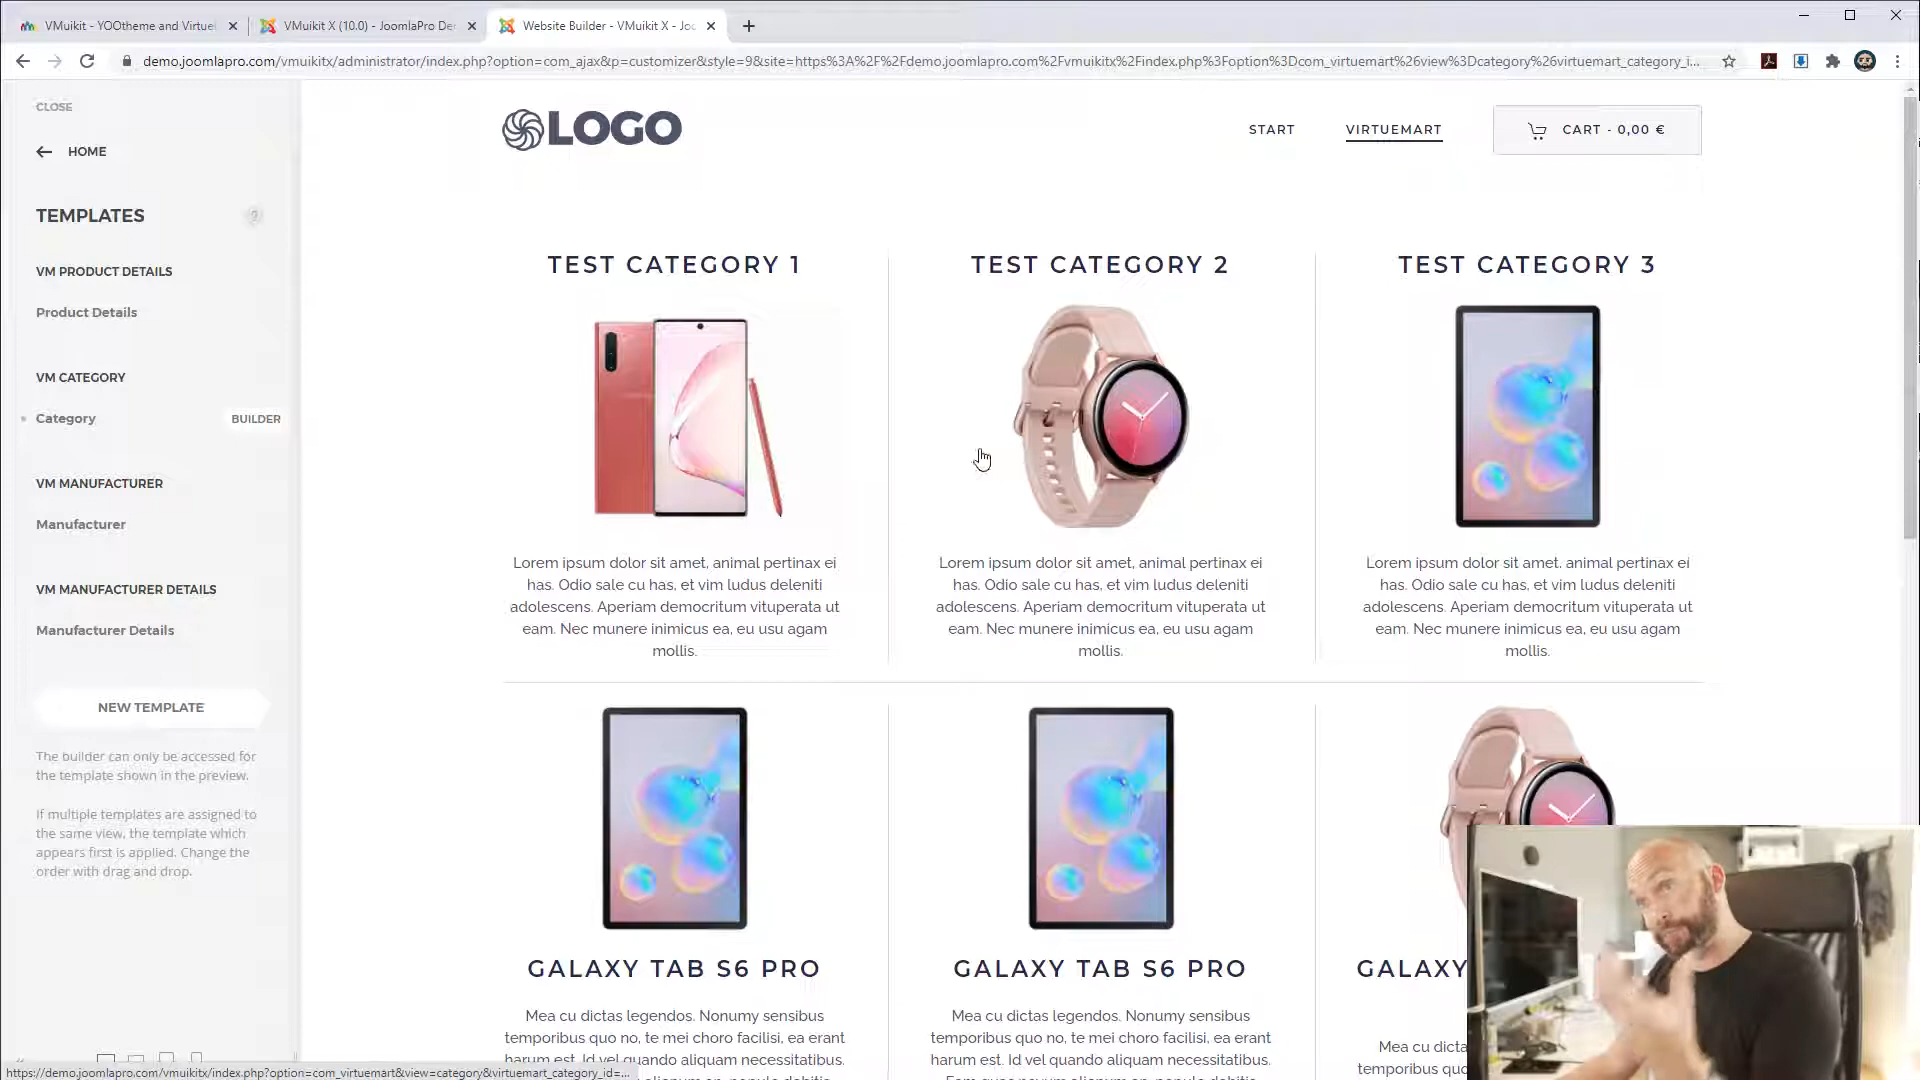 VMuikit - YOOtheme and Virtue
VMuikit X (10.0) - JoomlaPro De
Website Builder - VMuikit X - Joo
demo.joomlapro.com/vmuikitx/administrator/index.php?option=com_ajax&p=customizer&style=9&site=https%3A%2F%2Fdemo.joomlapro.com%2Fvmuikitx%2Findex.php%3Foption%3Dcom_virtuemart%26view%3Dcategory%26virtuemart_category_i...
CLOSE
HOME
TEMPLATES
?
VM PRODUCT DETAILS
Product Details
VM CATEGORY
Category
BUILDER
VM MANUFACTURER
Manufacturer
VM MANUFACTURER DETAILS
Manufacturer Details
NEW TEMPLATE
The builder can only be accessed for
the template shown in the preview.
If multiple templates are assigned to
the same view, the template which
appears first is applied. Change the
order with drag and drop.
LOGO
START
VIRTUEMART
CART - 0,00 €
TEST CATEGORY 1
Lorem ipsum dolor sit amet, animal pertinax ei
has. Odio sale cu has, et vim ludus deleniti
adolescens. Aperiam democritum vituperata ut
eam. Nec munere inimicus ea, eu usu agam
mollis.
TEST CATEGORY 2
Lorem ipsum dolor sit amet, animal pertinax ei
has. Odio sale cu has, et vim ludus deleniti
adolescens. Aperiam democritum vituperata ut
eam. Nec munere inimicus ea, eu usu agam
mollis.
TEST CATEGORY 3
Lorem ipsum dolor sit amet, animal pertinax ei
has. Odio sale cu has, et vim ludus deleniti
adolescens. Aperiam democritum vituperata ut
eam. Nec munere inimicus ea, eu usu agam
mollis.
GALAXY TAB S6 PRO
Mea cu dictas legendos. Nonumy sensibus
temporibus quo no, te mei choro facilisi, ea erant
harum est. Id vel quando aliquam necessitatibus.
GALAXY TAB S6 PRO
Mea cu dictas legendos. Nonumy sensibus
temporibus quo no, te mei choro facilisi, ea erant
harum est. Id vel quando aliquam necessitatibus.
GALAXY
Mea cu dicta
temporibus quo
https://demo.joomlapro.com/vmuikitx/index.php?option=com_virtuemart&view=category&virtuemart_category_id=...